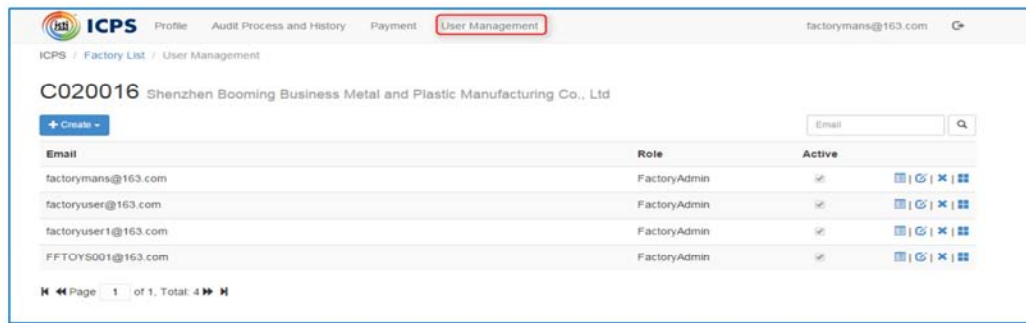 isti ICPS Profile Audit Process and History Payment User Management factorymans@163.com
ICPS / Factory List / User Management
C020016 Shenzhen Booming Business Metal and Plastic Manufacturing Co., Ltd
+ Create Email
Email Role Active
factorymans@163.com FactoryAdmin
factoryuser@163.com FactoryAdmin
factoryuser1@163.com FactoryAdmin
FFTOYS001@163.com FactoryAdmin
Page 1 of 1, Total: 4